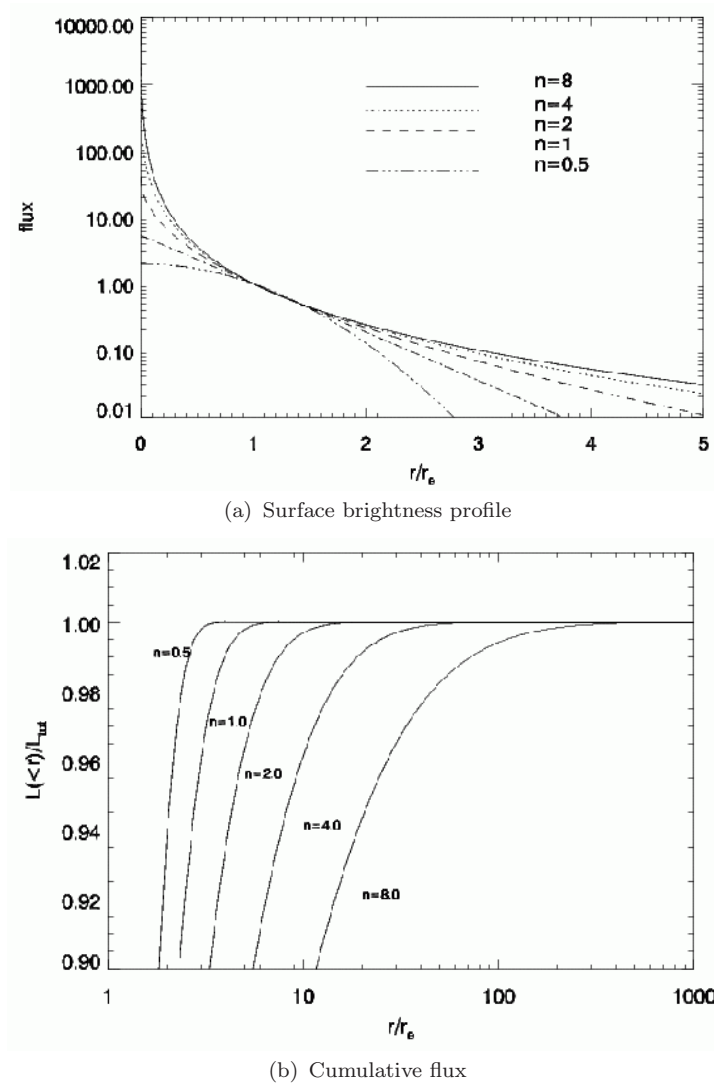 10000.00
1000.00
100.00
10.00
1.00
0.10
0.01
flux
n=8
n=4
n=2
n=1
n=0.5
0 1 2 3 4 5
r/re
(a) Surface brightness profile
1.02
1.00
0.98
0.96
0.94
0.92
0.90
L(<r)/Ltot
n=0.5
n=1.0
n=2.0
n=4.0
n=8.0
1 10 100 1000
r/re
(b) Cumulative flux